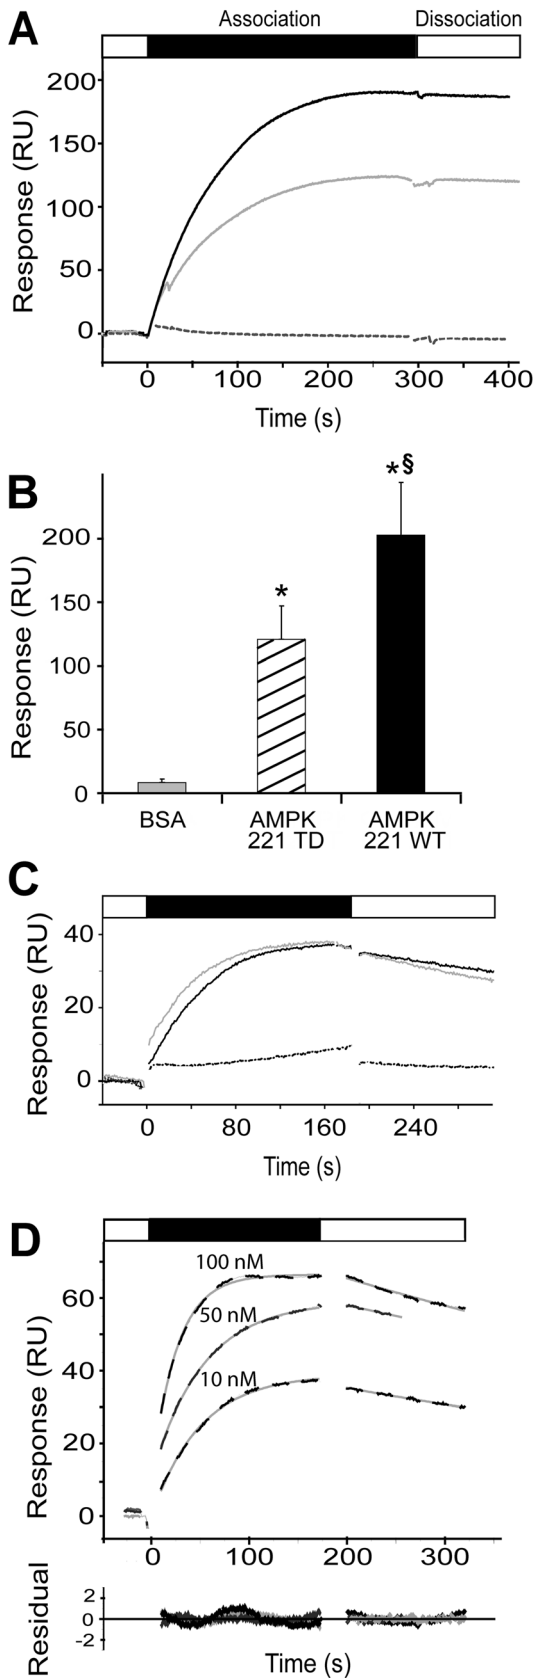 A
Association
Dissociation
Response (RU)
200
150
100
50
0
0
100
200
300
400
Time (s)
B
*§
*
Response (RU)
200
150
100
50
0
BSA
AMPK
221 TD
AMPK
221 WT
C
Response (RU)
40
20
0
0
80
160
240
Time (s)
D
100 nM
50 nM
10 nM
Response (RU)
60
40
20
0
0
100
200
300
Residual
2
0
-2
Time (s)